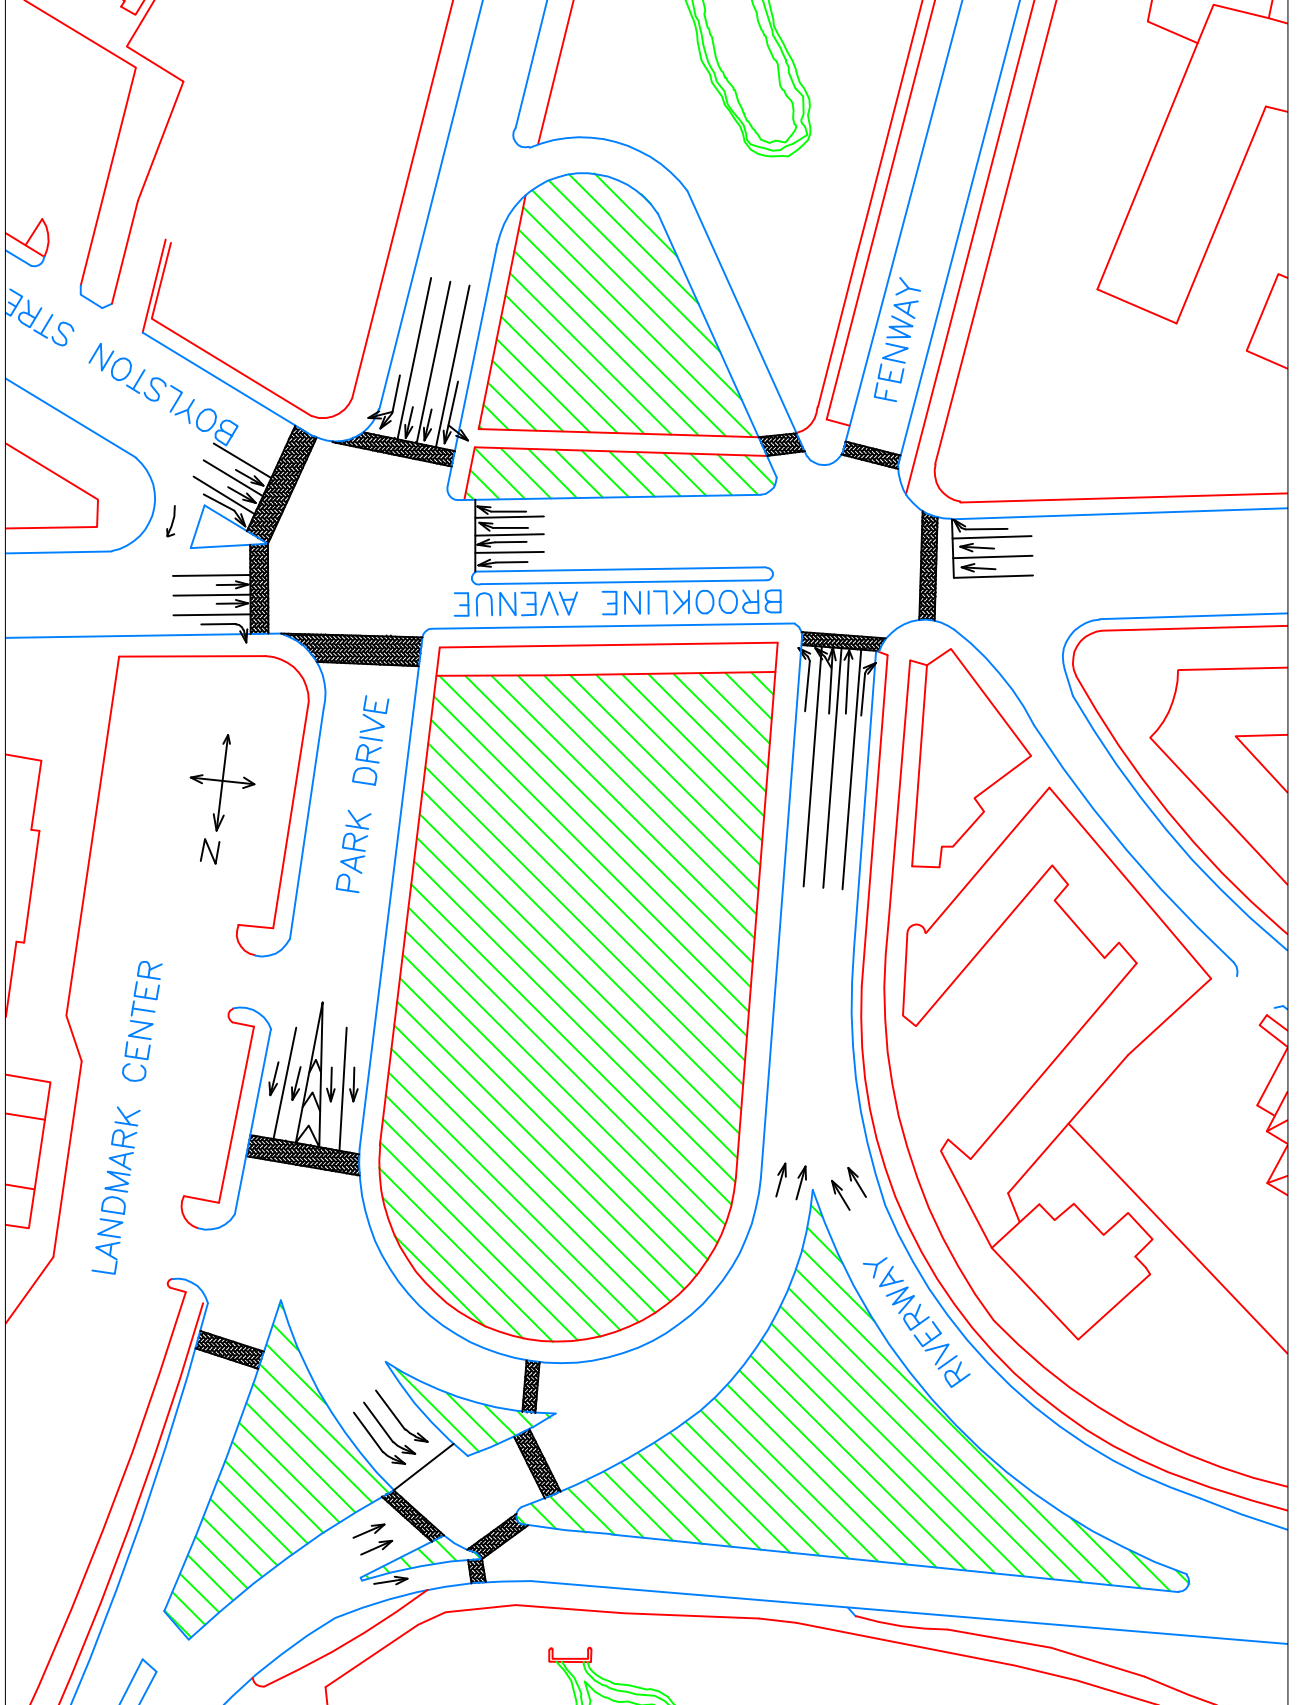 BOYLSTON STRE
FENWAY
BROOKLINE AVENUE
PARK DRIVE
N
LANDMARK CENTER
RIVERWAY